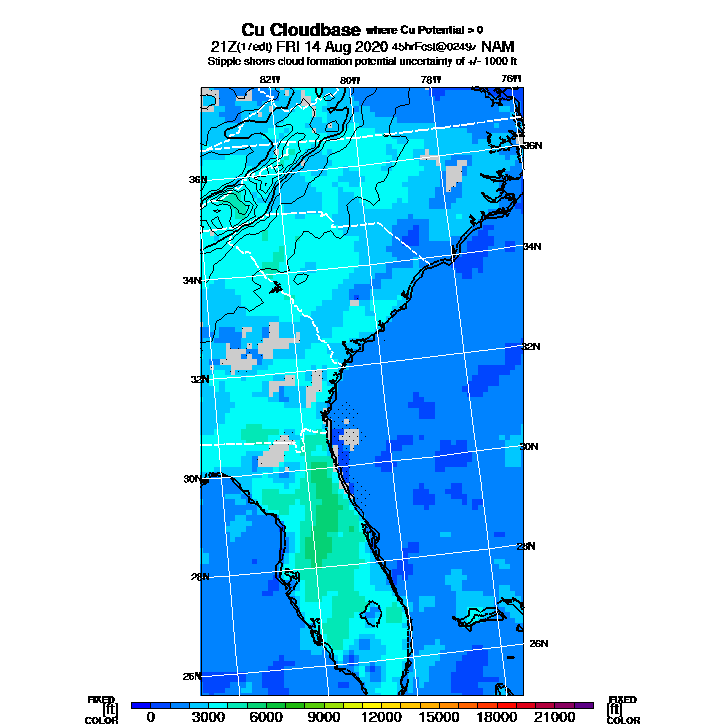 Cu Cloudbase where Cu Potential > 0
21Z(17edt) FRI 14 Aug 2020 45hrFcst@0249z NAM
Stipple shows cloud formation potential uncertainty of +/- 1000 ft
82W 80W 78W 76W
36N
36N
34N
34N
32N
32N
30N
30N
28N
28N
26N
26N
FIXED FIXED
[ft] [ft]
COLOR COLOR
0 3000 6000 9000 12000 15000 18000 21000